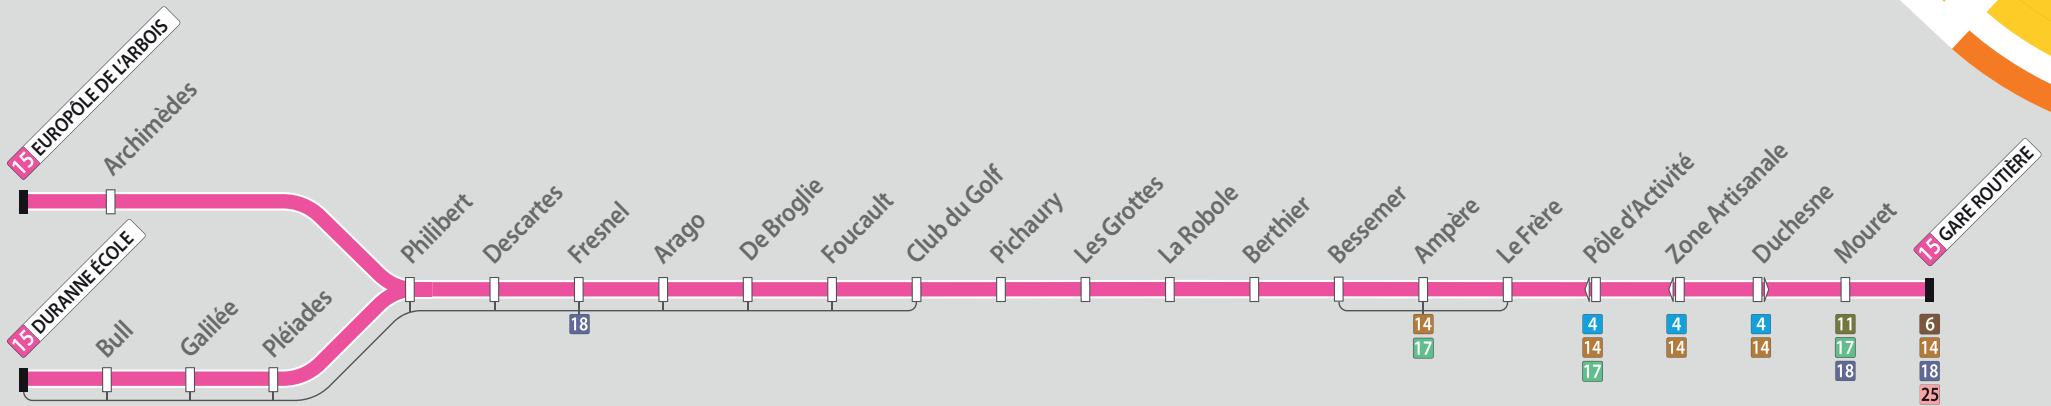 15 EUROPÔLE DE L'ARBOIS
Archimèdes
15 DURANNE ÉCOLE
Bull
Galilée
Pléiades
Philibert
Descartes
Fresnel
18
Arago
De Broglie
Foucault
Club du Golf
Pichaury
Les Grottes
La Robole
Berthier
Bessemer
Ampère
14
17
Le Frère
Pôle d'Activité
4
14
17
Zone Artisanale
4
14
Duchesne
4
14
Mouret
11
17
18
15 GARE ROUTIÈRE
6
14
18
25